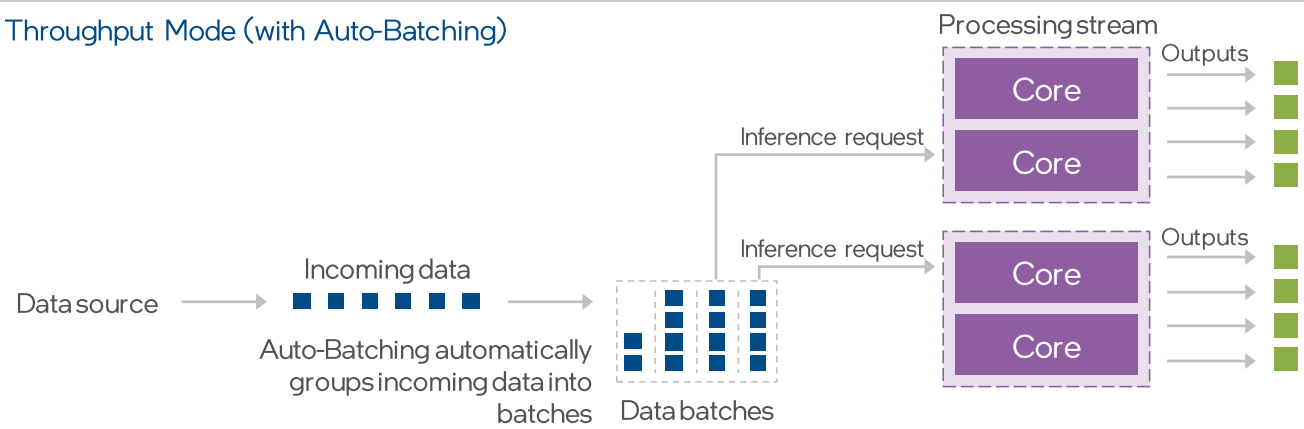 Throughput Mode (with Auto-Batching)
Processing stream
Outputs
Core
Inference request
Core
Outputs
Inference request
Core
Incoming data
Data source
Core
Auto-Batching automatically
groups incoming data into
batches
Data batches